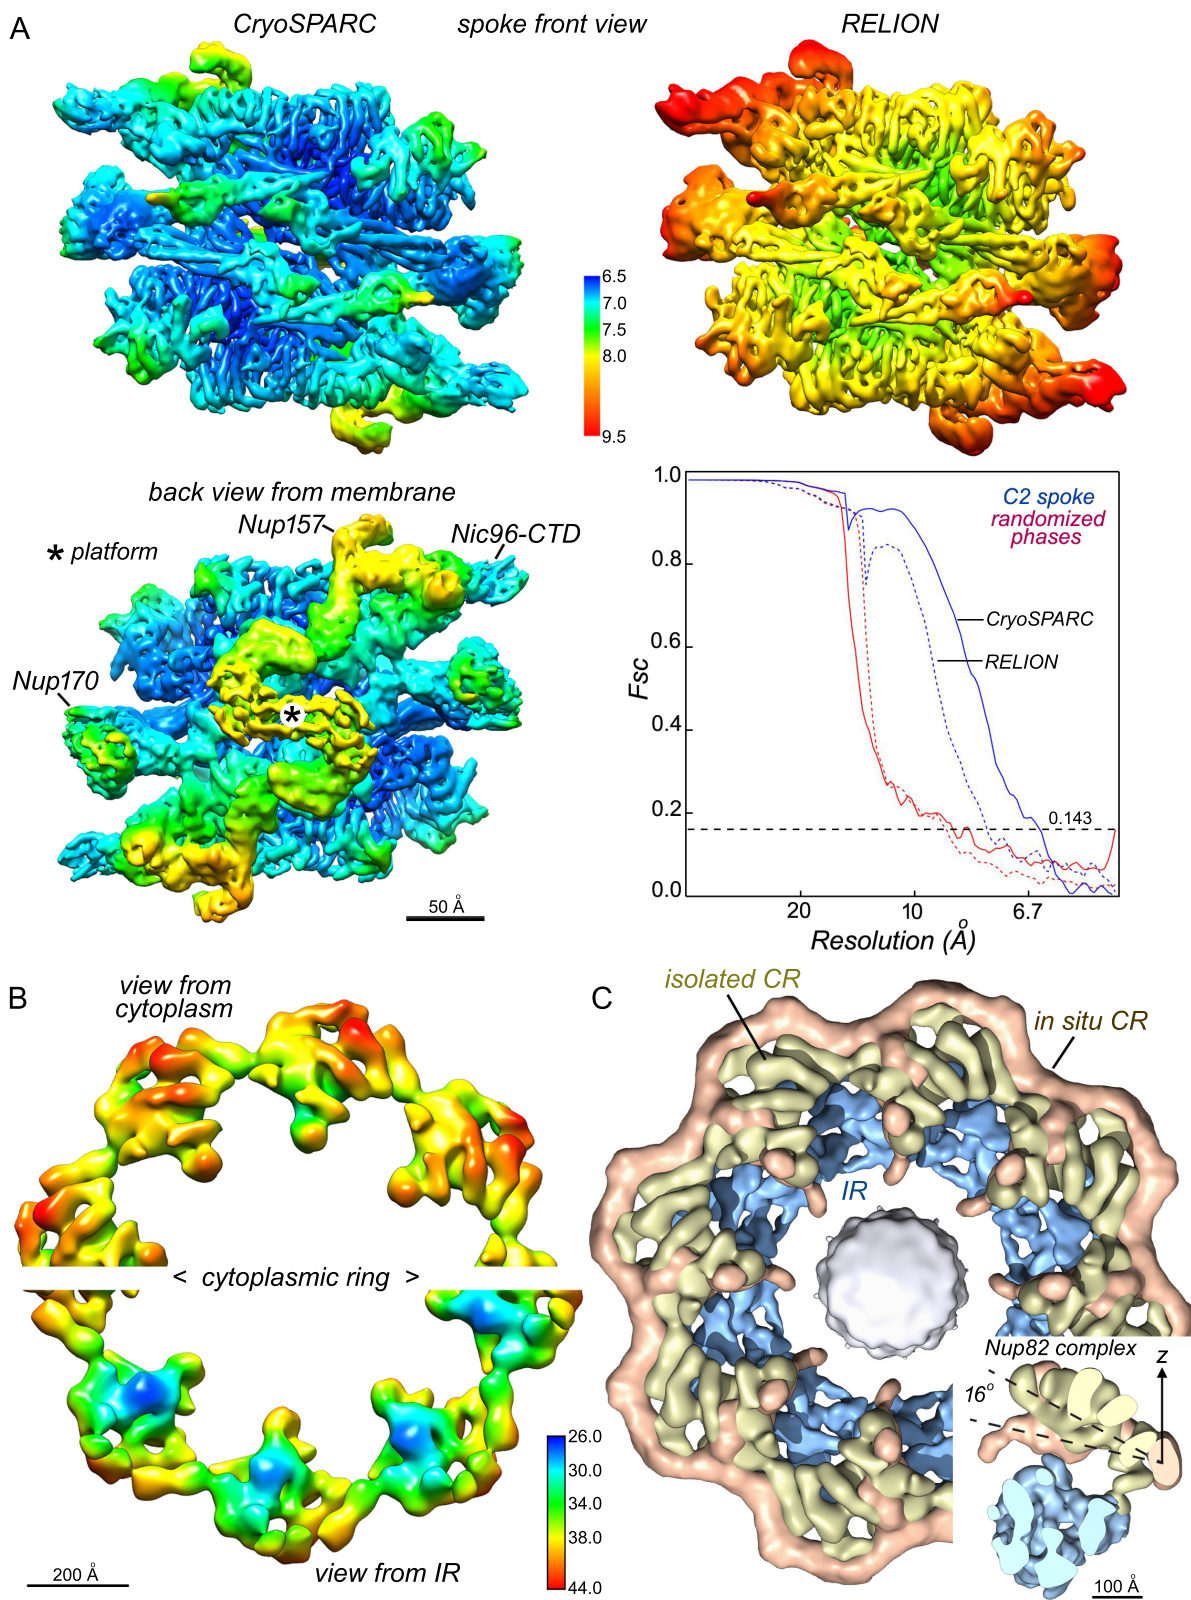 A
CryoSPARC
spoke front view
RELION
6.5
7.0
7.5
8.0
9.5
back view from membrane
* platform
Nup157
Nic96-CTD
Nup170
*
50 Å
1.0
0.8
0.6
0.4
0.2
0.0
Fsc
C2 spoke
randomized
phases
CryoSPARC
RELION
0.143
20
10
6.7
Resolution (Å)
B
view from
cytoplasm
< cytoplasmic ring >
view from IR
200 Å
26.0
30.0
34.0
38.0
44.0
C
isolated CR
in situ CR
IR
Nup82 complex
z
16°
100 Å